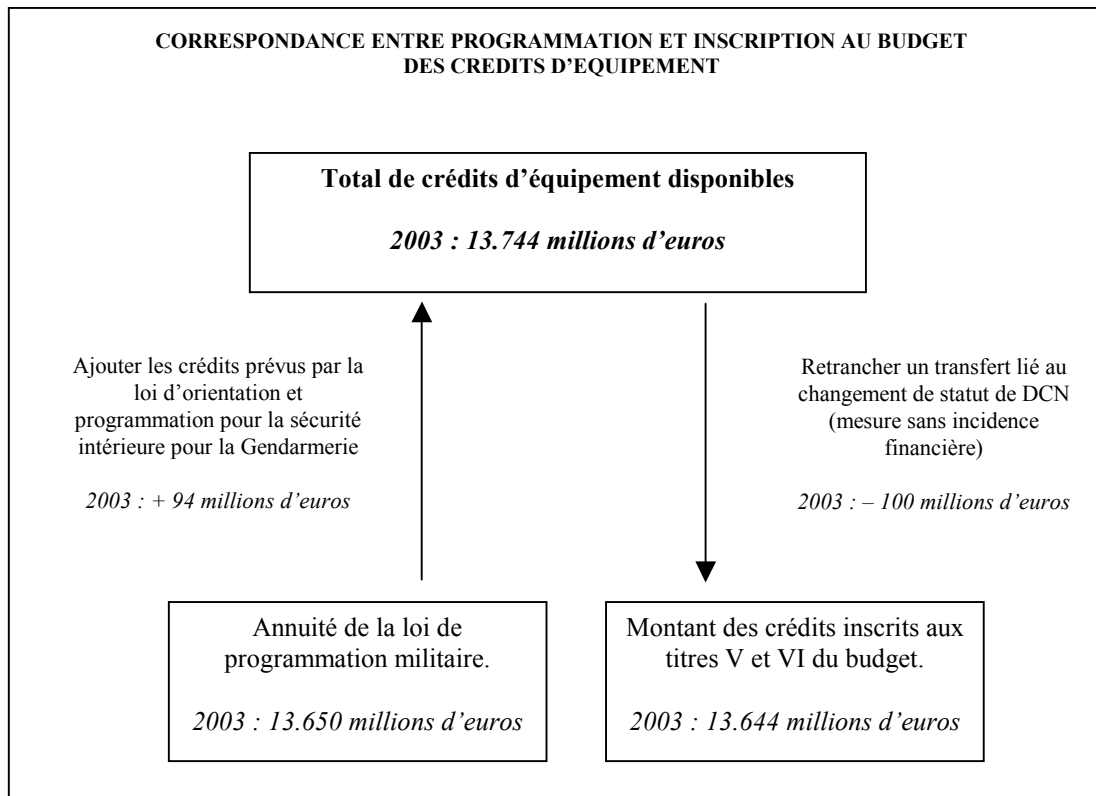 CORRESPONDANCE ENTRE PROGRAMMATION ET INSCRIPTION AU BUDGET
DES CREDITS D’EQUIPEMENT
Total de crédits d’équipement disponibles
2003 : 13.744 millions d’euros
Ajouter les crédits prévus par la
loi d’orientation et
programmation pour la sécurité
intérieure pour la Gendarmerie
2003 : + 94 millions d’euros
Retrancher un transfert lié au
changement de statut de DCN
(mesure sans incidence
financière)
2003 : – 100 millions d’euros
Annuité de la loi de
programmation militaire.
2003 : 13.650 millions d’euros
Montant des crédits inscrits aux
titres V et VI du budget.
2003 : 13.644 millions d’euros